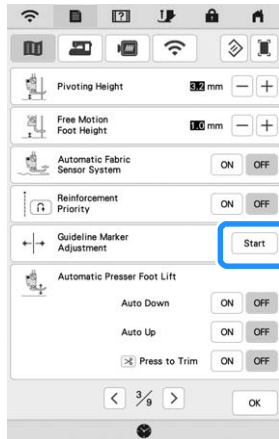 Pivoting Height 3.2 mm − +
Free Motion
Foot Height 1.0 mm − +
Automatic Fabric
Sensor System ON OFF
Reinforcement
Priority ON OFF
Guideline Marker
Adjustment Start
Automatic Presser Foot Lift
Auto Down ON OFF
Auto Up ON OFF
Press to Trim ON OFF
< 3/9 > OK